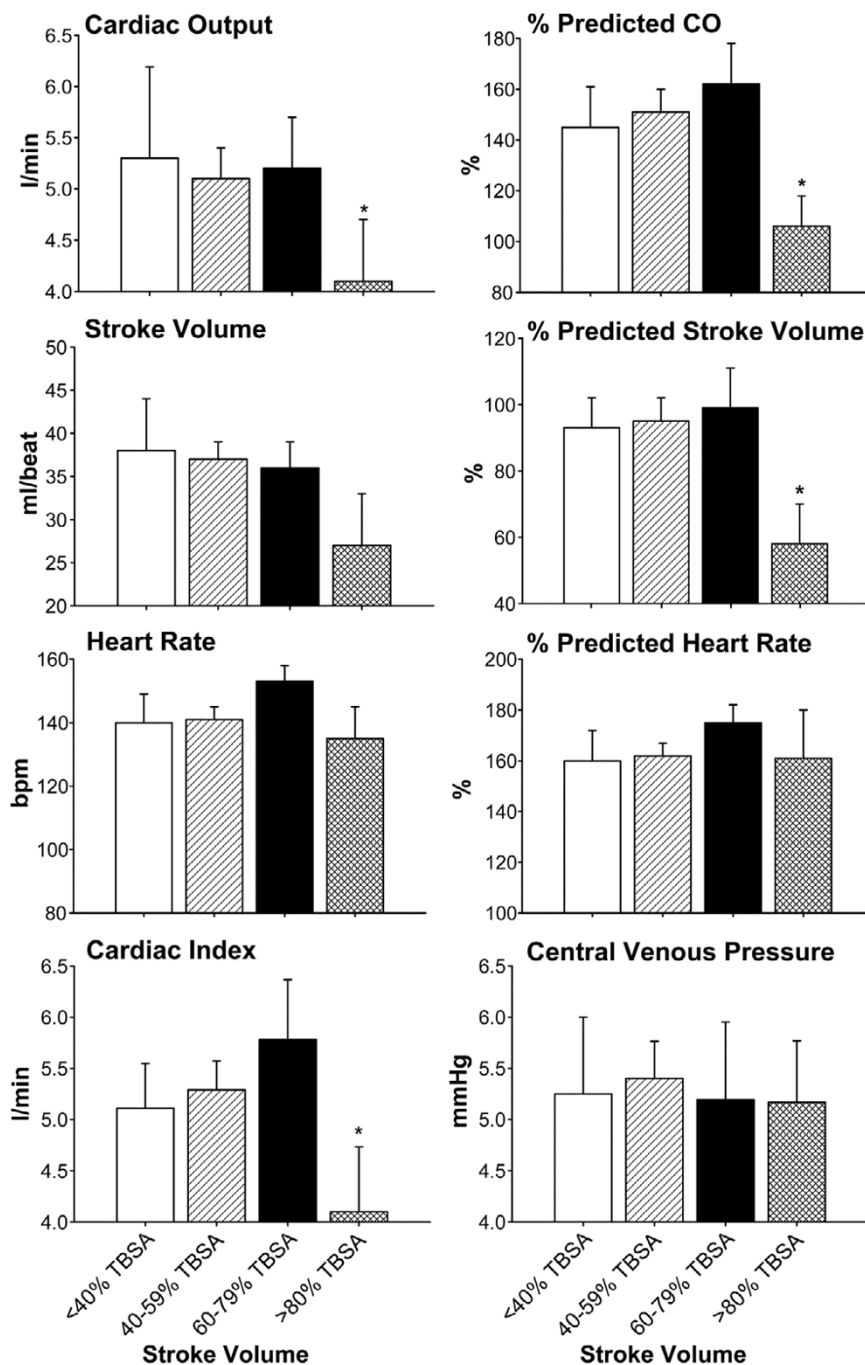 Cardiac Output
l/min
6.5
6.0
5.5
5.0
4.5
4.0
*
% Predicted CO
%
180
160
140
120
100
80
*
Stroke Volume
ml/beat
50
45
40
35
30
25
20
% Predicted Stroke Volume
%
120
100
80
60
40
*
Heart Rate
bpm
160
140
120
100
80
% Predicted Heart Rate
%
200
180
160
140
120
100
Cardiac Index
l/min
6.5
6.0
5.5
5.0
4.5
4.0
*
<40% TBSA
40-59% TBSA
60-79% TBSA
>80% TBSA
Stroke Volume
Central Venous Pressure
mmHg
6.5
6.0
5.5
5.0
4.5
4.0
<40% TBSA
40-59% TBSA
60-79% TBSA
>80% TBSA
Stroke Volume